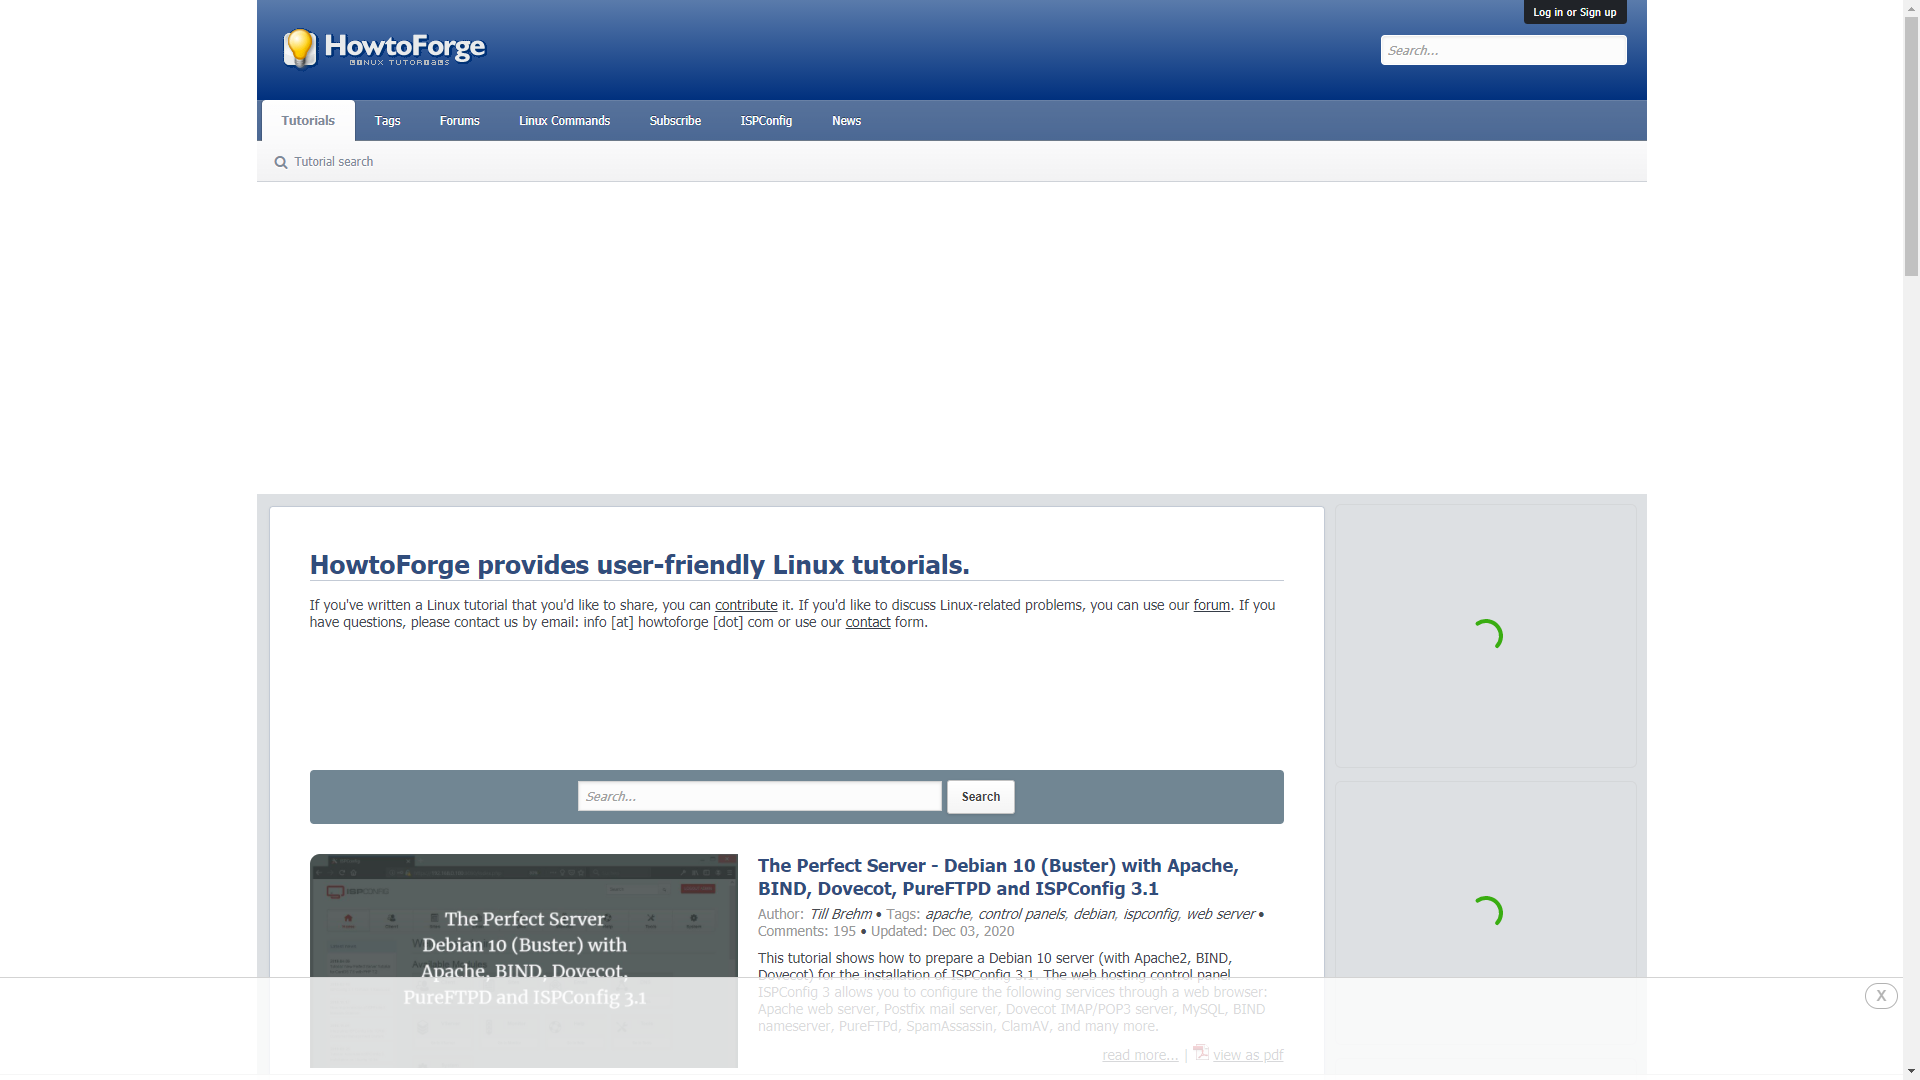 Log in or Sign up
HowtoForge
LINUX TUTORIALS
Search...
Tutorials
Tags
Forums
Linux Commands
Subscribe
ISPConfig
News
Tutorial search
HowtoForge provides user-friendly Linux tutorials.
If you've written a Linux tutorial that you'd like to share, you can contribute it. If you'd like to discuss Linux-related problems, you can use our forum. If you
have questions, please contact us by email: info [at] howtoforge [dot] com or use our contact form.
Search...
Search
The Perfect Server
Debian 10 (Buster) with
Apache, BIND, Dovecot,
PureFTPD and ISPConfig 3.1
The Perfect Server - Debian 10 (Buster) with Apache,
BIND, Dovecot, PureFTPD and ISPConfig 3.1
Author: Till Brehm • Tags: apache, control panels, debian, ispconfig, web server •
Comments: 195 • Updated: Dec 03, 2020
This tutorial shows how to prepare a Debian 10 server (with Apache2, BIND,
Dovecot) for the installation of ISPConfig 3.1. The web hosting control panel
ISPConfig 3 allows you to configure the following services through a web browser:
Apache web server, Postfix mail server, Dovecot IMAP/POP3 server, MySQL, BIND
nameserver, PureFTPd, SpamAssassin, ClamAV, and many more.
read more... | view as pdf
X